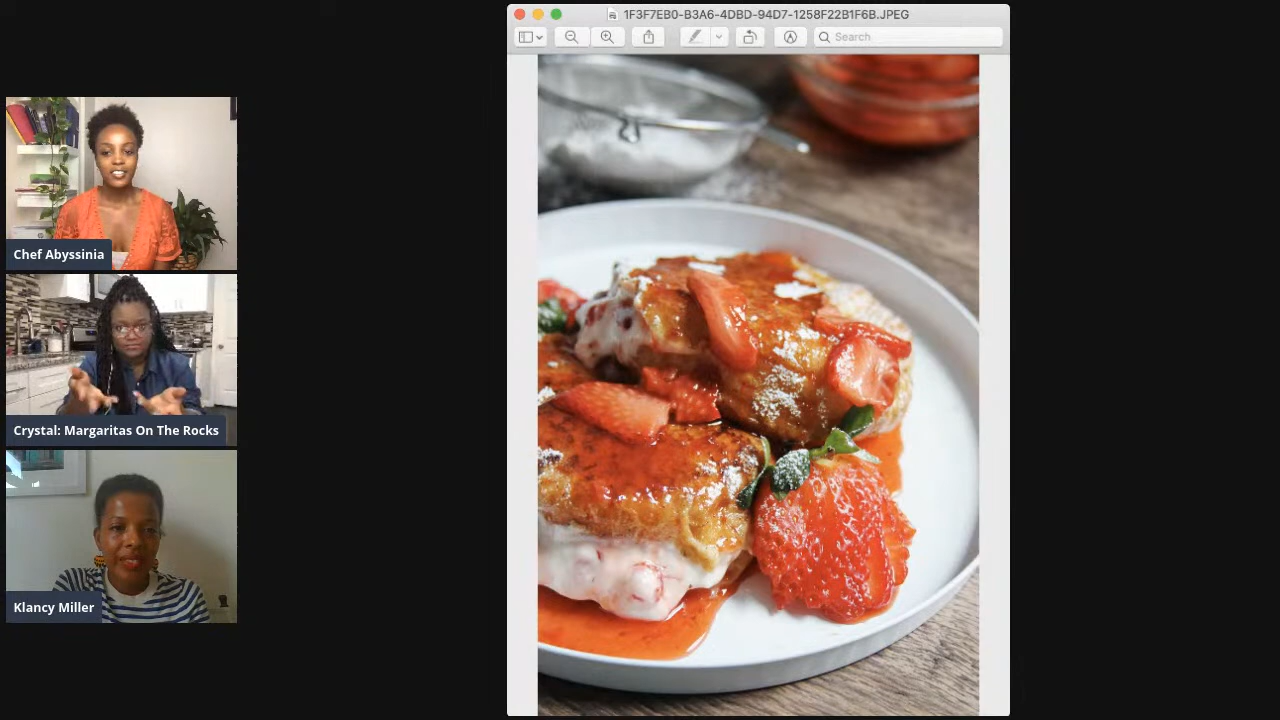 1F3F7EB0-B3A6-4DBD-94D7-1258F22B1F6B.JPEG
Search
Chef Abyssinia
Crystal: Margaritas On The Rocks
Klancy Miller